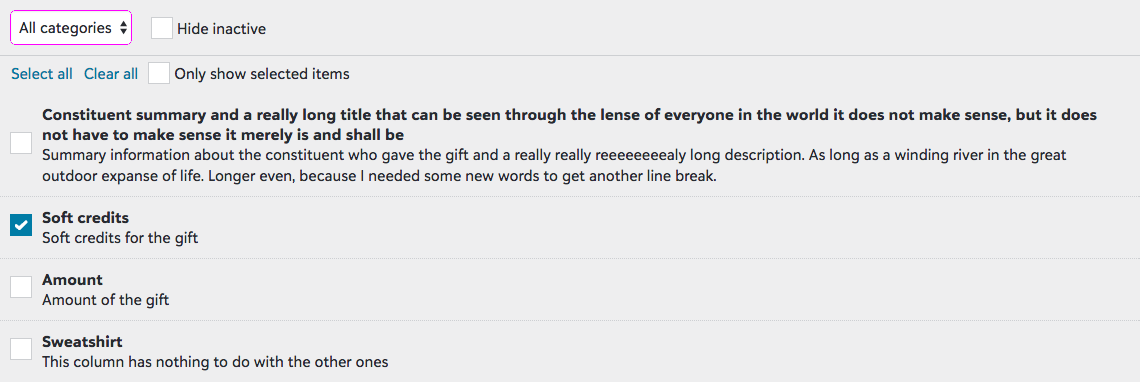 All categories Hide inactive
Select all Clear all Only show selected items
Constituent summary and a really long title that can be seen through the lense of everyone in the world it does not make sense, but it does
not have to make sense it merely is and shall be
Summary information about the constituent who gave the gift and a really really reeeeeeeealy long description. As long as a winding river in the great
outdoor expanse of life. Longer even, because I needed some new words to get another line break.
Soft credits
Soft credits for the gift
Amount
Amount of the gift
Sweatshirt
This column has nothing to do with the other ones